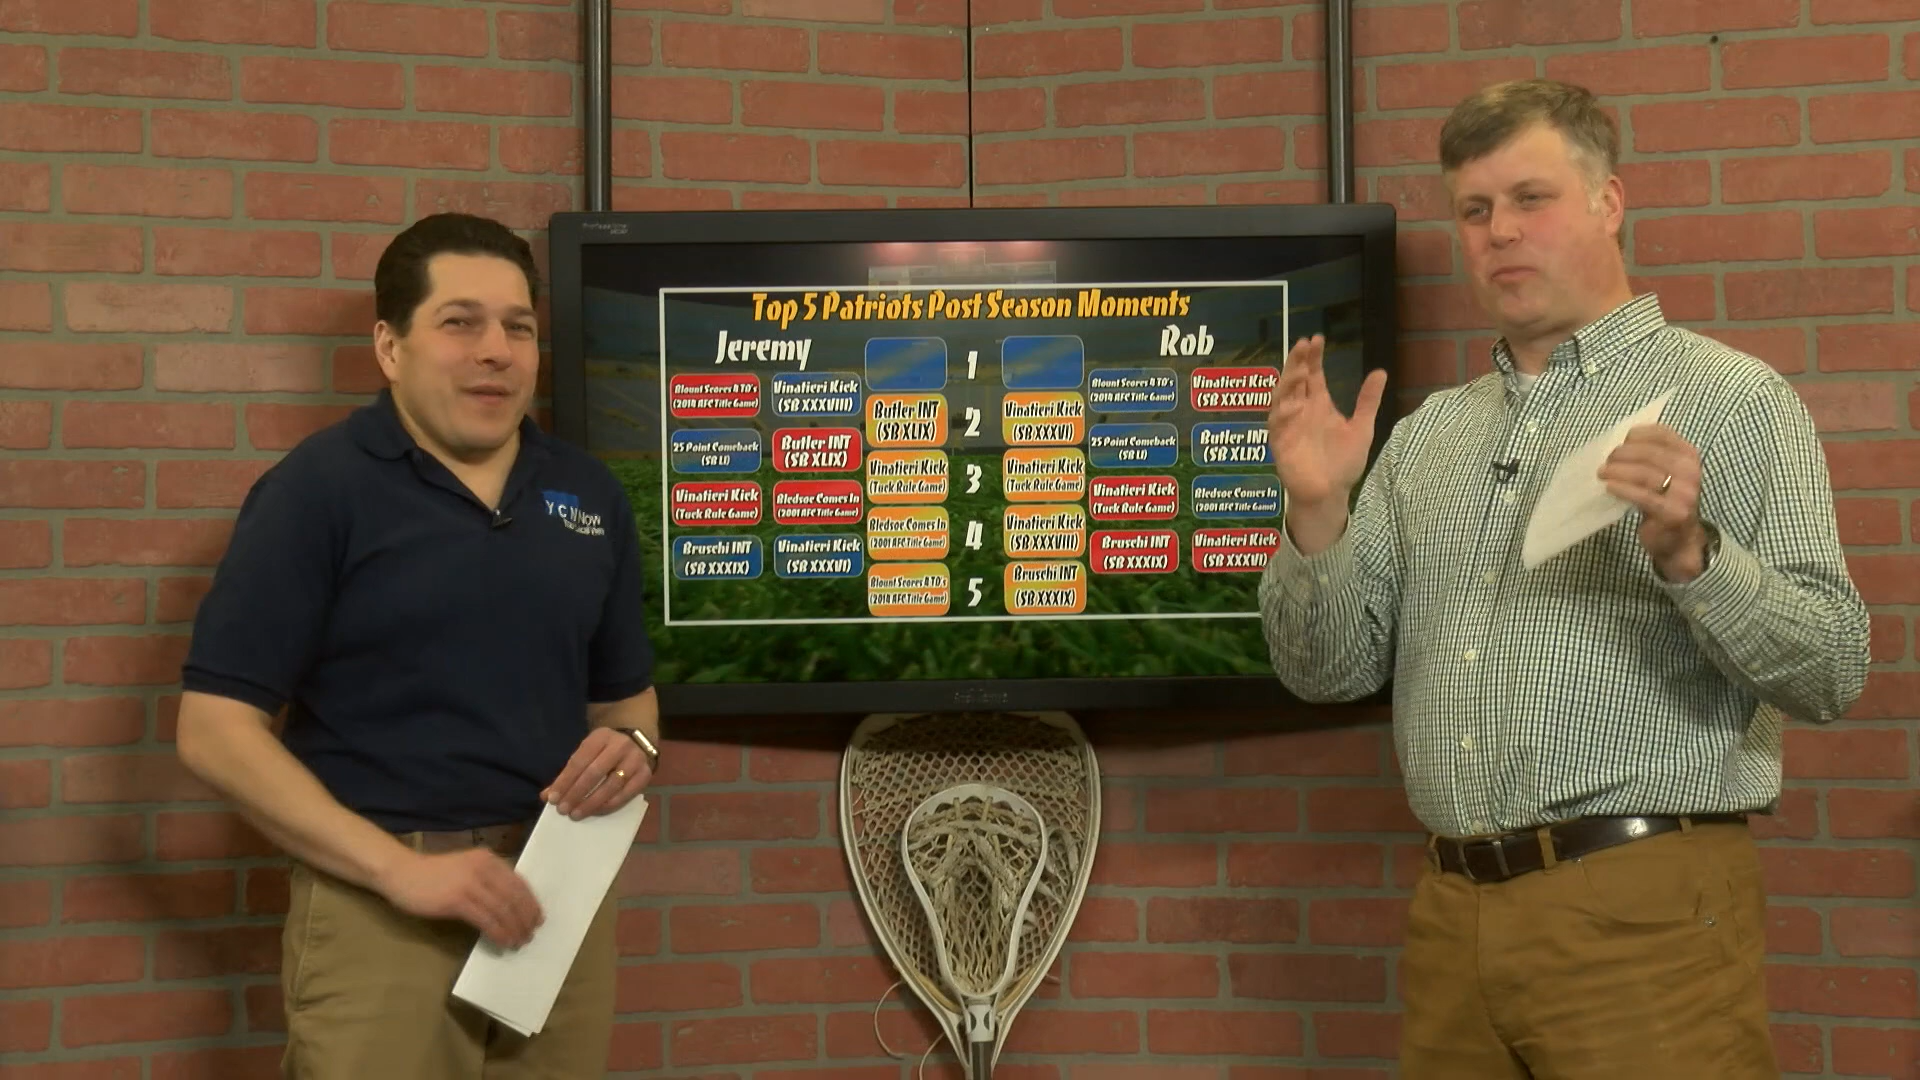 Top 5 Patriots Post Season Moments
Jeremy
Rob
Blount Scores 4 TD's
(2014 AFC Title Game)
Vinatieri Kick
(SB XXXVIII)
25 Point Comeback
(SB LI)
Butler INT
(SB XLIX)
Vinatieri Kick
(Tuck Rule Game)
Bledsoe Comes In
(2001 AFC Title Game)
Bruschi INT
(SB XXXIX)
Vinatieri Kick
(SB XXXVI)
1
Butler INT
(SB XLIX)
2
Vinatieri Kick
(SB XXXVI)
Vinatieri Kick
(Tuck Rule Game)
3
Vinatieri Kick
(Tuck Rule Game)
Bledsoe Comes In
(2001 AFC Title Game)
4
Vinatieri Kick
(SB XXXVIII)
Blount Scores 4 TD's
(2014 AFC Title Game)
5
Bruschi INT
(SB XXXIX)
Blount Scores 4 TD's
(2014 AFC Title Game)
Vinatieri Kick
(SB XXXVIII)
25 Point Comeback
(SB LI)
Butler INT
(SB XLIX)
Vinatieri Kick
(Tuck Rule Game)
Bledsoe Comes In
(2001 AFC Title Game)
Bruschi INT
(SB XXXIX)
Vinatieri Kick
(SB XXXVI)
YCN Now